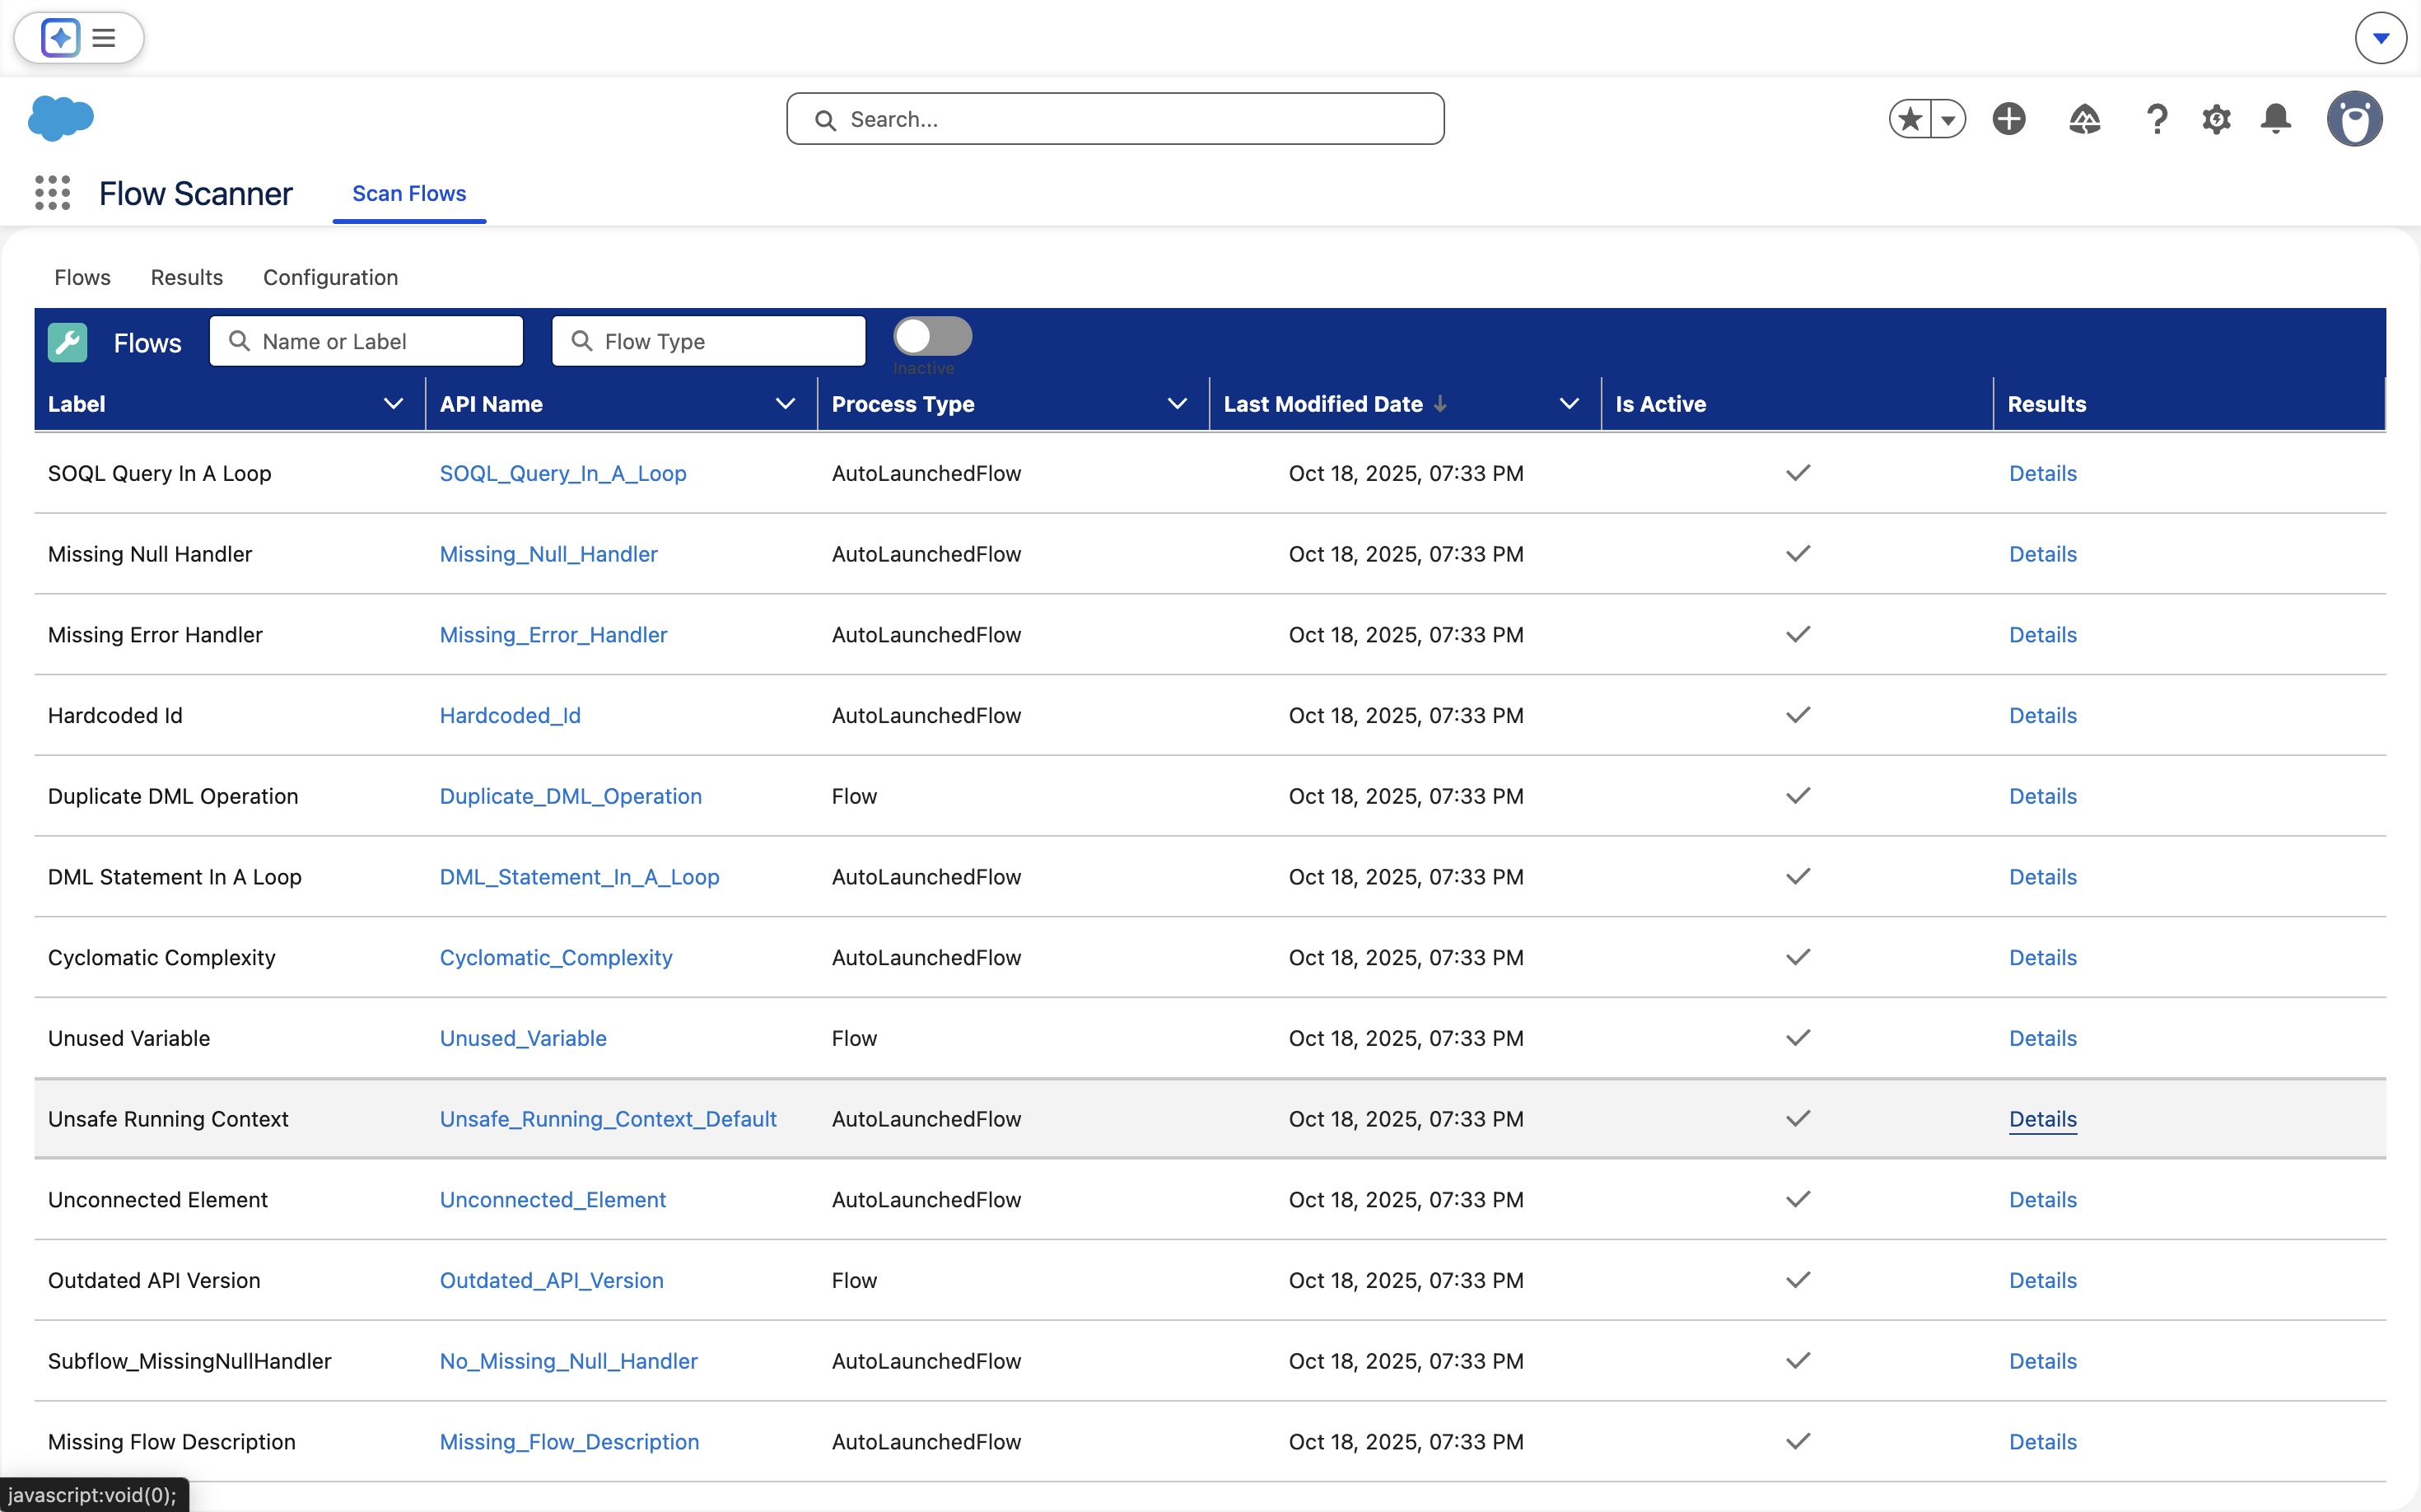 Search...
Flow Scanner Scan Flows
Flows Results Configuration
Flows Name or Label Flow Type
Inactive
Label API Name Process Type Last Modified Date Is Active Results
SOQL Query In A Loop SOQL_Query_In_A_Loop AutoLaunchedFlow Oct 18, 2025, 07:33 PM Details
Missing Null Handler Missing_Null_Handler AutoLaunchedFlow Oct 18, 2025, 07:33 PM Details
Missing Error Handler Missing_Error_Handler AutoLaunchedFlow Oct 18, 2025, 07:33 PM Details
Hardcoded Id Hardcoded_Id AutoLaunchedFlow Oct 18, 2025, 07:33 PM Details
Duplicate DML Operation Duplicate_DML_Operation Flow Oct 18, 2025, 07:33 PM Details
DML Statement In A Loop DML_Statement_In_A_Loop AutoLaunchedFlow Oct 18, 2025, 07:33 PM Details
Cyclomatic Complexity Cyclomatic_Complexity AutoLaunchedFlow Oct 18, 2025, 07:33 PM Details
Unused Variable Unused_Variable Flow Oct 18, 2025, 07:33 PM Details
Unsafe Running Context Unsafe_Running_Context_Default AutoLaunchedFlow Oct 18, 2025, 07:33 PM Details
Unconnected Element Unconnected_Element AutoLaunchedFlow Oct 18, 2025, 07:33 PM Details
Outdated API Version Outdated_API_Version Flow Oct 18, 2025, 07:33 PM Details
Subflow_MissingNullHandler No_Missing_Null_Handler AutoLaunchedFlow Oct 18, 2025, 07:33 PM Details
Missing Flow Description Missing_Flow_Description AutoLaunchedFlow Oct 18, 2025, 07:33 PM Details
javascript:void(0);